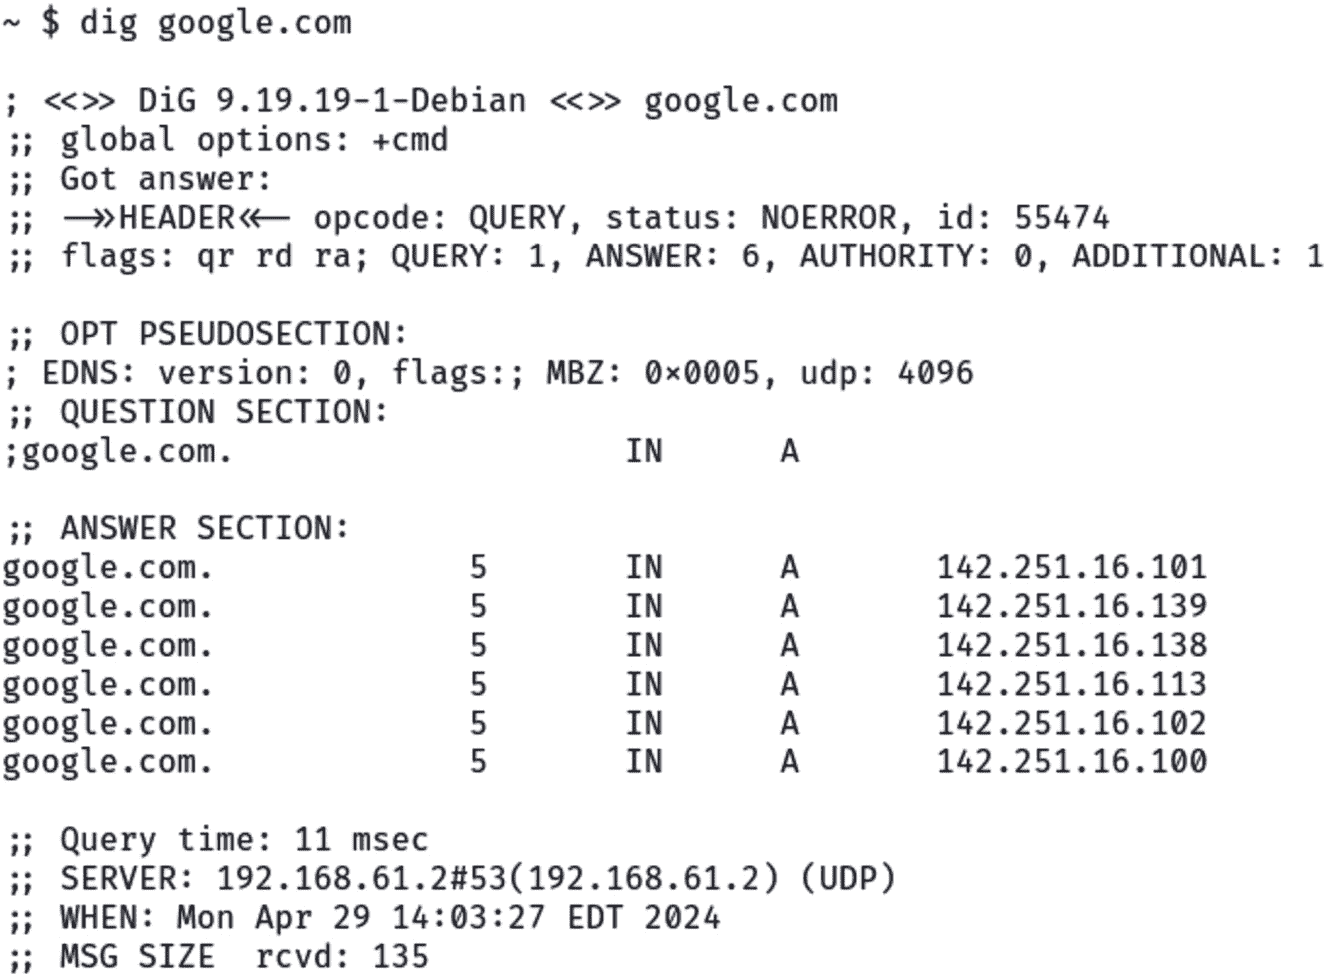 ~ $ dig google.com
; <<>> DiG 9.19.19-1-Debian <<>> google.com
;; global options: +cmd
;; Got answer:
;; ->>HEADER<<- opcode: QUERY, status: NOERROR, id: 55474
;; flags: qr rd ra; QUERY: 1, ANSWER: 6, AUTHORITY: 0, ADDITIONAL: 1
;; OPT PSEUDOSECTION:
; EDNS: version: 0, flags:; MBZ: 0×0005, udp: 4096
;; QUESTION SECTION:
;google.com. IN A
;; ANSWER SECTION:
google.com. 5 IN A 142.251.16.101
google.com. 5 IN A 142.251.16.139
google.com. 5 IN A 142.251.16.138
google.com. 5 IN A 142.251.16.113
google.com. 5 IN A 142.251.16.102
google.com. 5 IN A 142.251.16.100
;; Query time: 11 msec
;; SERVER: 192.168.61.2#53(192.168.61.2) (UDP)
;; WHEN: Mon Apr 29 14:03:27 EDT 2024
;; MSG SIZE  rcvd: 135